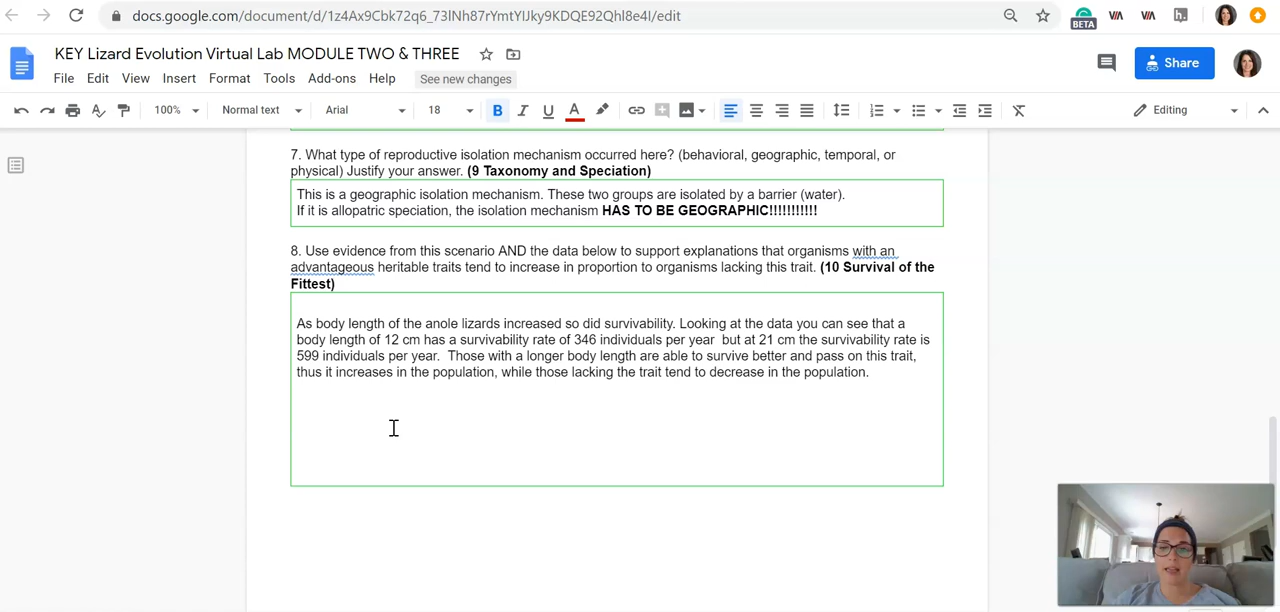 docs.google.com/document/d/1z4Ax9Cbk72q6_73lNh87rYmtYlJky9KDQE92Qhl8e4I/edit
BETA
VIA
VIA
KEY Lizard Evolution Virtual Lab MODULE TWO & THREE
File Edit View Insert Format Tools Add-ons Help See new changes
Share
100% Normal text Arial 18 B I U A Editing
7. What type of reproductive isolation mechanism occurred here? (behavioral, geographic, temporal, or
physical) Justify your answer. (9 Taxonomy and Speciation)
This is a geographic isolation mechanism. These two groups are isolated by a barrier (water).
If it is allopatric speciation, the isolation mechanism HAS TO BE GEOGRAPHIC!!!!!!!!!!!
8. Use evidence from this scenario AND the data below to support explanations that organisms with an
advantageous heritable traits tend to increase in proportion to organisms lacking this trait. (10 Survival of the
Fittest)
As body length of the anole lizards increased so did survivability. Looking at the data you can see that a
body length of 12 cm has a survivability rate of 346 individuals per year but at 21 cm the survivability rate is
599 individuals per year. Those with a longer body length are able to survive better and pass on this trait,
thus it increases in the population, while those lacking the trait tend to decrease in the population.